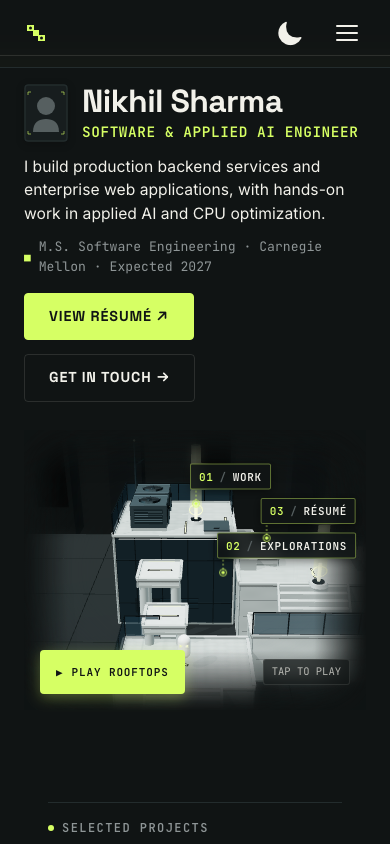 Nikhil Sharma
SOFTWARE & APPLIED AI ENGINEER
I build production backend services and
enterprise web applications, with hands-on
work in applied AI and CPU optimization.
M.S. Software Engineering · Carnegie
Mellon · Expected 2027
VIEW RÉSUMÉ ↗
GET IN TOUCH →
01 / WORK
03 / RÉSUMÉ
02 / EXPLORATIONS
▶ PLAY ROOFTOPS
TAP TO PLAY
SELECTED PROJECTS